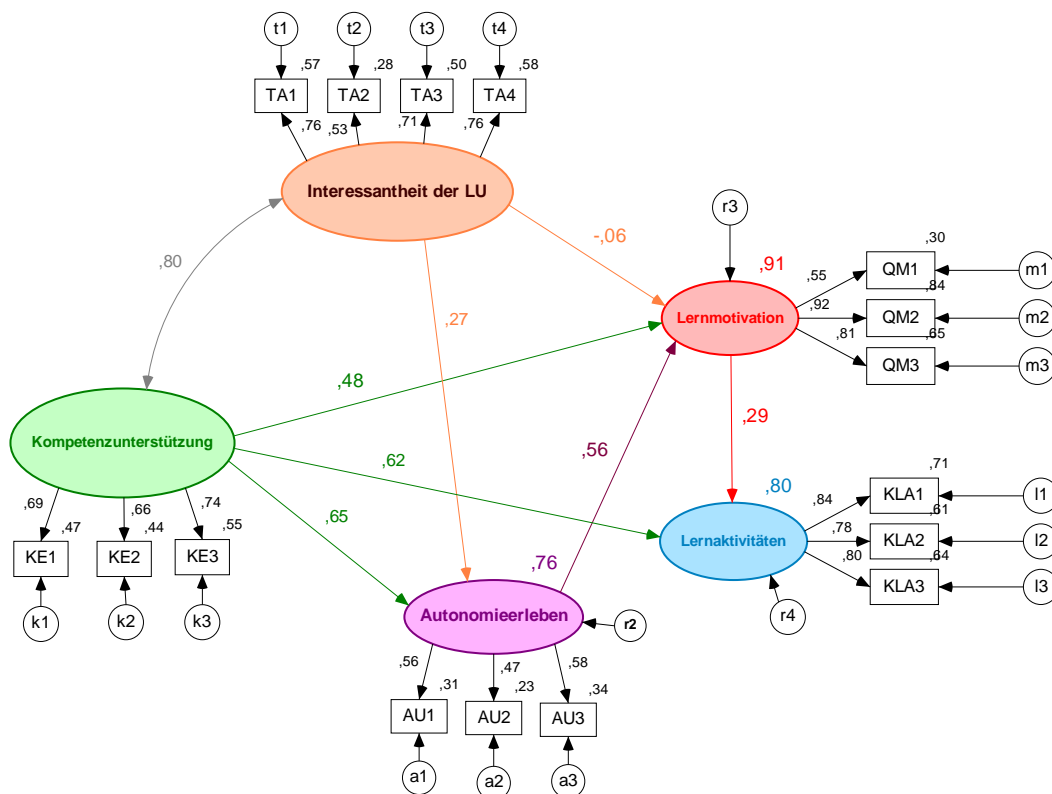 t1 t2 t3 t4
,57 ,28 ,50 ,58
TA1 TA2 TA3 TA4
,76 ,53 ,71 ,76
Interessantheit der LU
r3
-,06
,80
,91
,30
QM1
m1
,55
,84
,92
QM2
m2
,65
,81
QM3
m3
Lernmotivation
,27
,48
,29
,56
Kompetenzunterstützung
,62
,65
,69 ,66 ,74
,47 ,44 ,55
KE1 KE2 KE3
k1 k2 k3
,80
,71
,84
KLA1
l1
,61
,78
KLA2
l2
,64
,80
KLA3
l3
Lernaktivitäten
r4
,76
Autonomieerleben
r2
,56 ,47 ,58
,31 ,23 ,34
AU1 AU2 AU3
a1 a2 a3